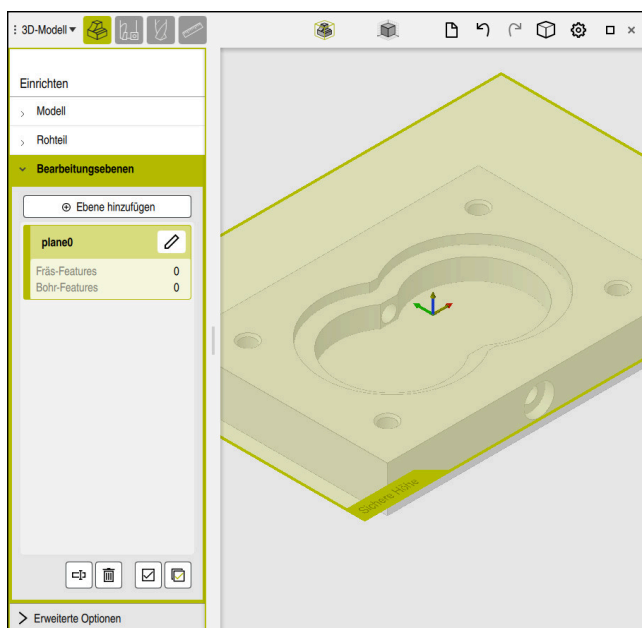 3D-Modell
Einrichten
Modell
Rohteil
Bearbeitungsebenen
Ebene hinzufügen
plane0
Fräs-Features 0
Bohr-Features 0
Sichere Höhe
Erweiterte Optionen